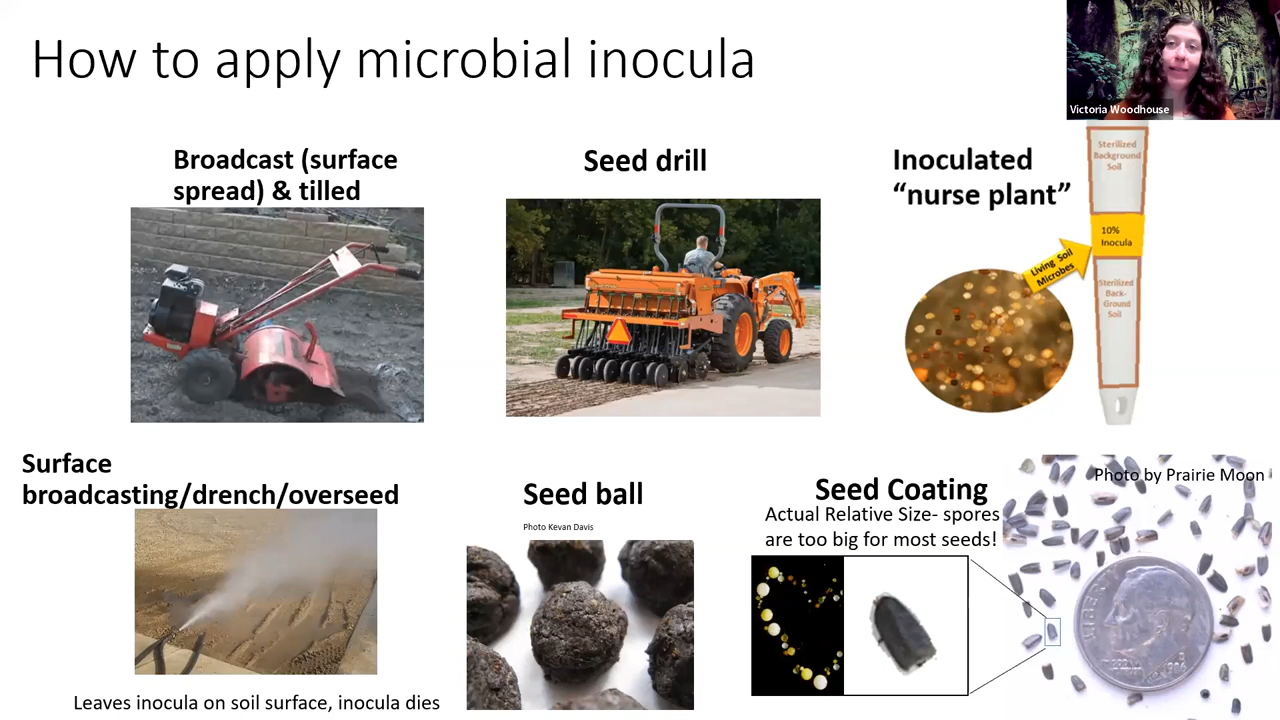 How to apply microbial inocula
Victoria Woodhouse
Broadcast (surface
spread) & tilled
Seed drill
Inoculated
“nurse plant”
Sterilized
Background
Soil
10%
Inocula
Living Soil
Microbes
Sterilized
Back-
Ground
Soil
Surface
broadcasting/drench/overseed
Leaves inocula on soil surface, inocula dies
Seed ball
Photo Kevan Davis
Seed Coating
Actual Relative Size- spores
are too big for most seeds!
Photo by Prairie Moon